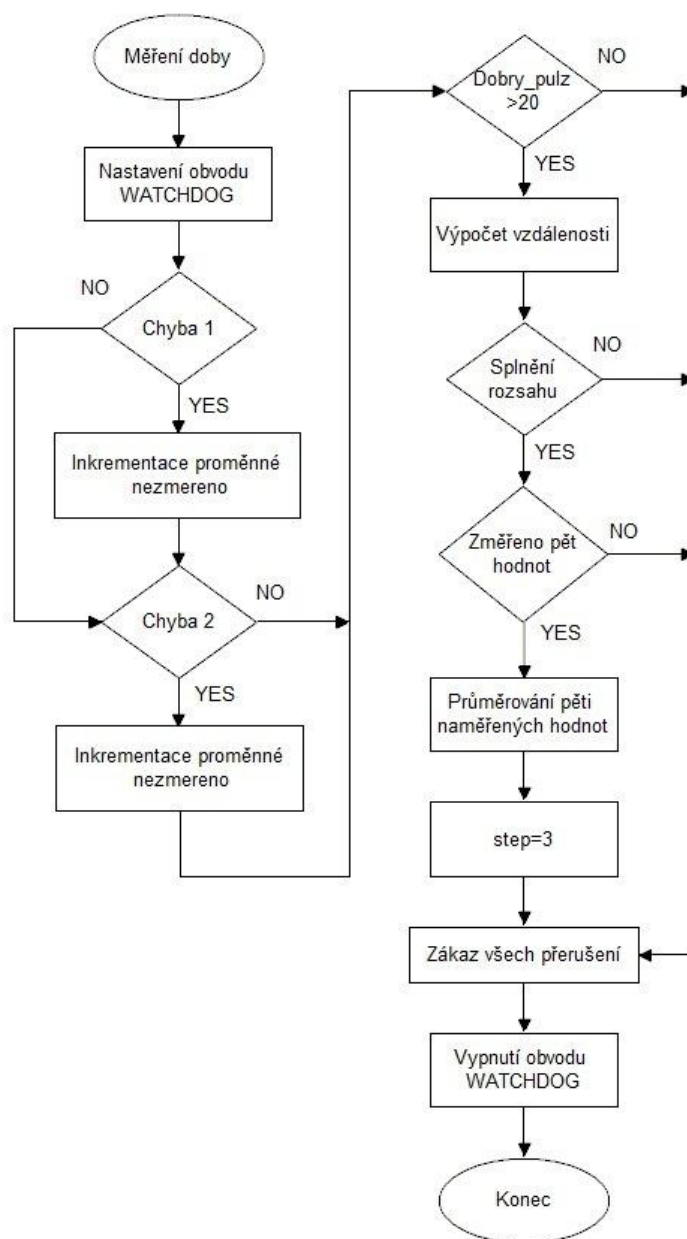 Měření doby
Nastavení obvodu
WATCHDOG
NO
Chyba 1
YES
Inkrementace proměnné
nezmereno
Chyba 2
NO
YES
Inkrementace proměnné
nezmereno
Dobry_pulz
>20
NO
YES
Výpočet vzdálenosti
Splnění
rozsahu
NO
YES
Změřeno pět
hodnot
NO
YES
Průměrování pěti
naměřených hodnot
step=3
Zákaz všech přerušení
Vypnutí obvodu
WATCHDOG
Konec